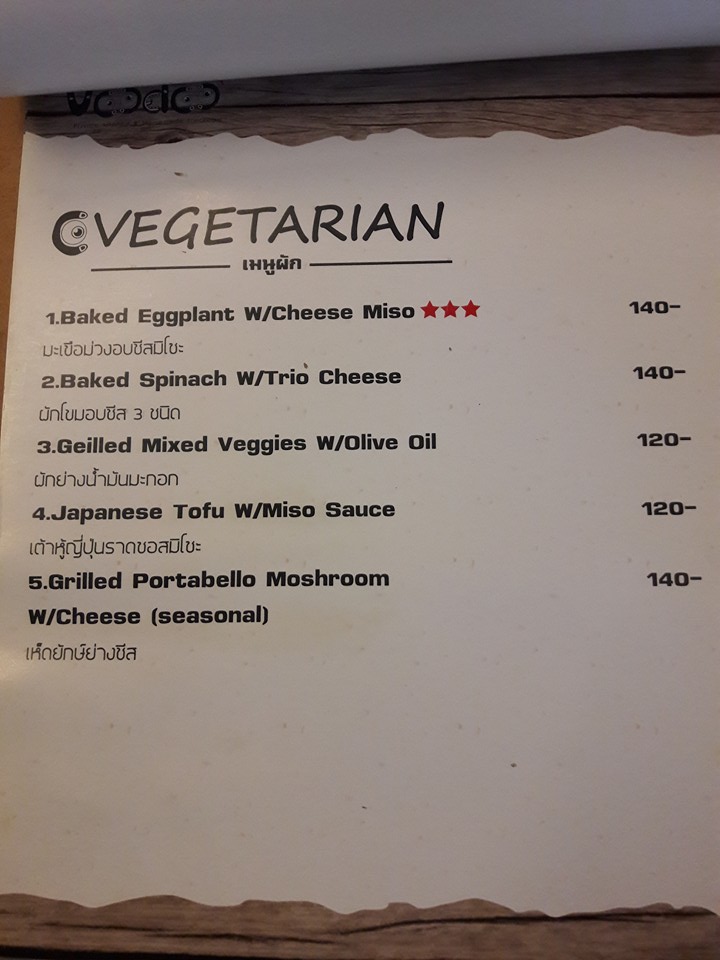 VEGETARIAN
เมนูผัก
1.Baked Eggplant W/Cheese Miso 140-
มะเขือม่วงอบชีสมิโซะ
2.Baked Spinach W/Trio Cheese 140-
ผักโขมอบชีส 3 ชนิด
3.Geilled Mixed Veggies W/Olive Oil 120-
ผักย่างน้ำมันมะกอก
4.Japanese Tofu W/Miso Sauce 120-
เต้าหู้ญี่ปุ่นราดซอสมิโซะ
5.Grilled Portabello Moshroom 140-
W/Cheese (seasonal)
เห็ดยักษ์ย่างชีส